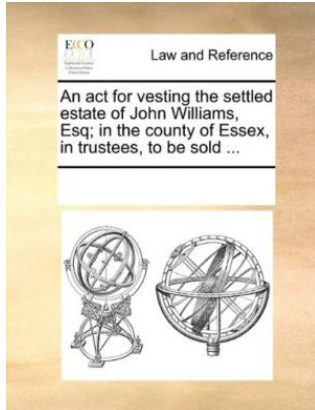 ECCO
Law and Reference
An act for vesting the settled
estate of John Williams,
Esq; in the county of Essex,
in trustees, to be sold ...